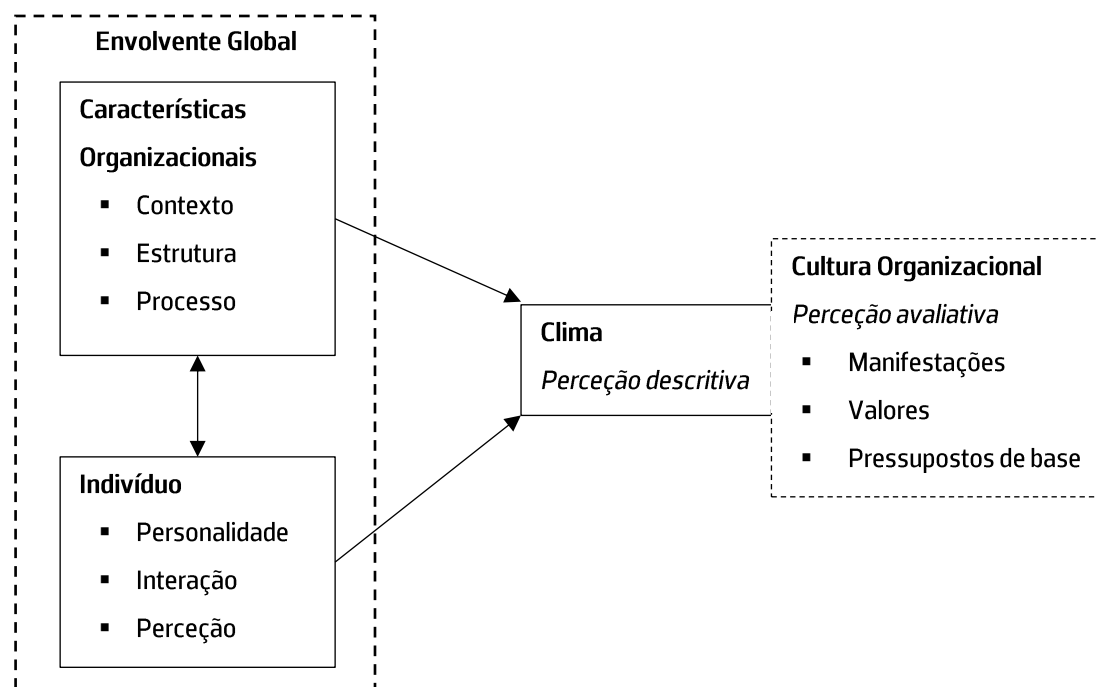 Envolvente Global
Característícas
Organizacionais
▪ Contexto
▪ Estrutura
▪ Processo
Indivíduo
▪ Personalidade
▪ Interação
▪ Perceção
Clima
Perceção descritiva
Cultura Organizacional
Perceção avaliativa
▪ Manifestações
▪ Valores
▪ Pressupostos de base